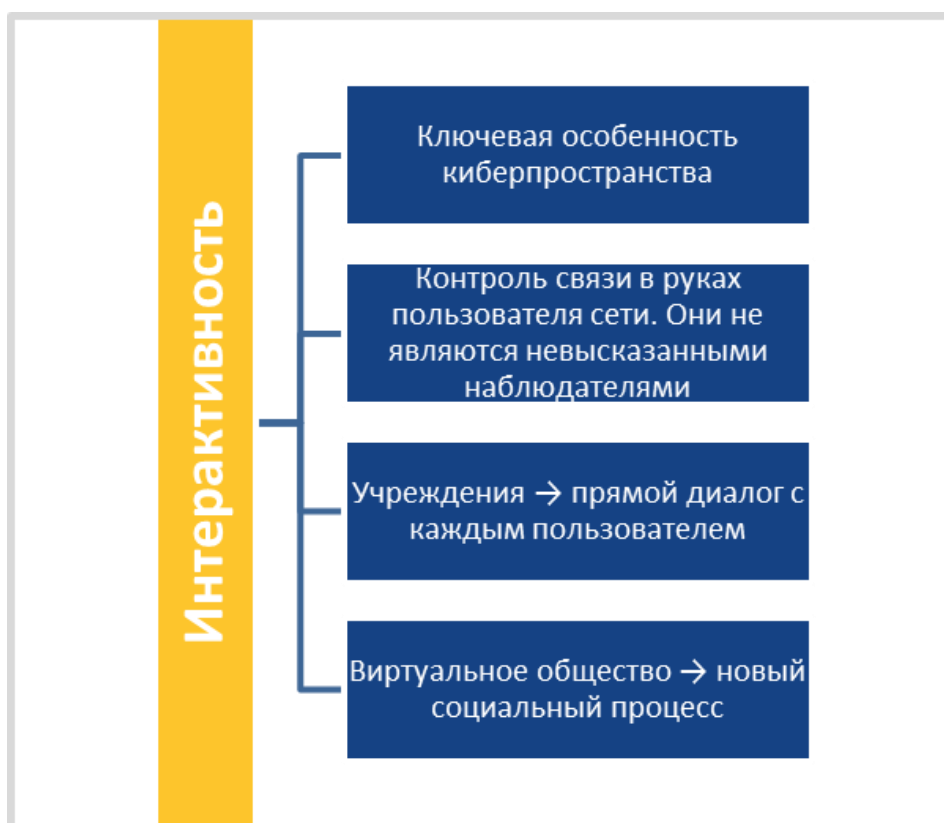 Интерактивность
Ключевая особенность
киберпространства
Контроль связи в руках
пользователя сети. Они не
являются невысказанными
наблюдателями
Учреждения → прямой диалог с
каждым пользователем
Виртуальное общество → новый
социальный процесс